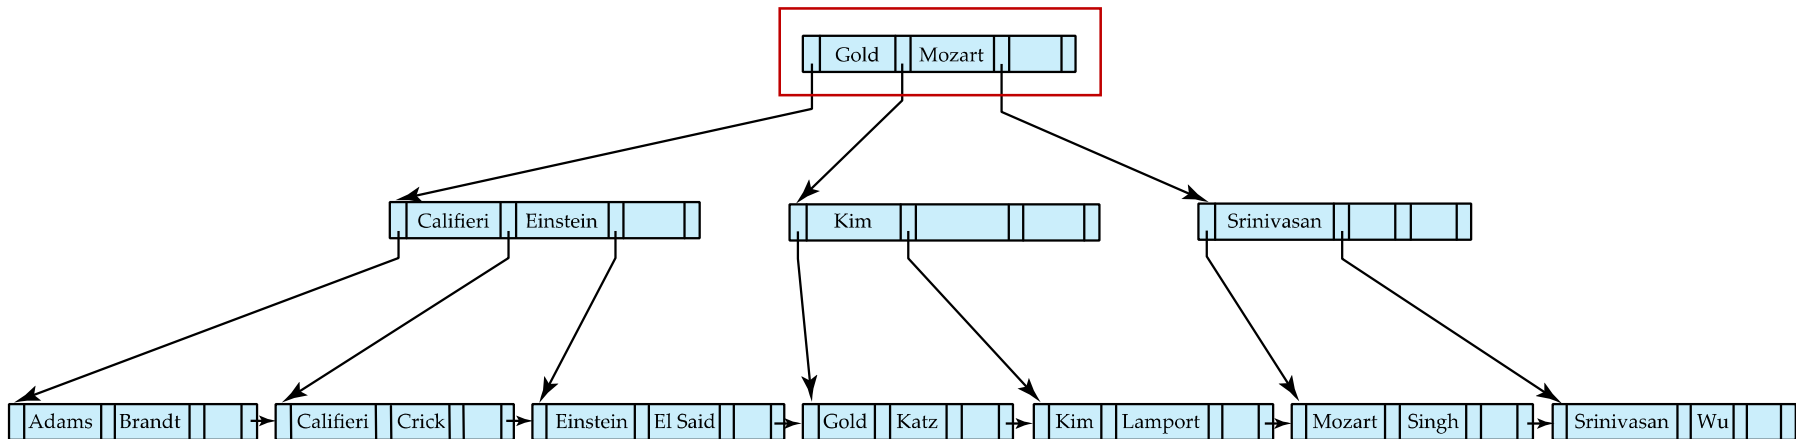 Gold Mozart
Califieri Einstein Kim Srinivasan
Adams Brandt Califieri Crick Einstein El Said Gold Katz Kim Lamport Mozart Singh Srinivasan Wu